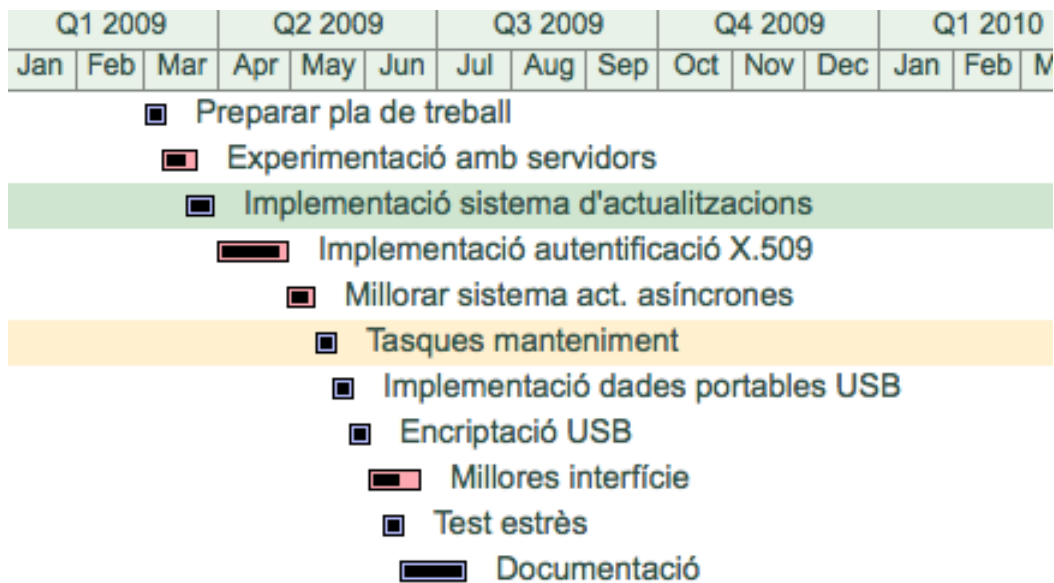 Q1 2009 Q2 2009 Q3 2009 Q4 2009 Q1 2010
Jan Feb Mar Apr May Jun Jul Aug Sep Oct Nov Dec Jan Feb M
Preparar pla de treball
Experimentació amb servidors
Implementació sistema d'actualitzacions
Implementació autentificació X.509
Millorar sistema act. asíncrones
Tasques manteniment
Implementació dades portables USB
Encriptació USB
Millores interfície
Test estrès
Documentació